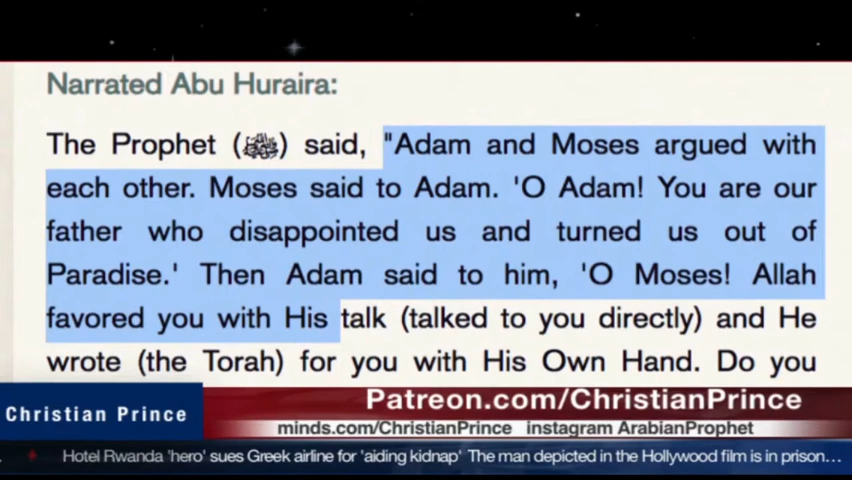 Narrated Abu Huraira:
The Prophet (ﷺ) said, "Adam and Moses argued with
each other. Moses said to Adam. 'O Adam! You are our
father who disappointed us and turned us out of
Paradise.' Then Adam said to him, 'O Moses! Allah
favored you with His talk (talked to you directly) and He
wrote (the Torah) for you with His Own Hand. Do you
Patreon.com/ChristianPrince
Christian Prince
minds.com/ChristianPrince instagram ArabianProphet
Hotel Rwanda 'hero' sues Greek airline for 'aiding kidnap' The man depicted in the Hollywood film is in prison...